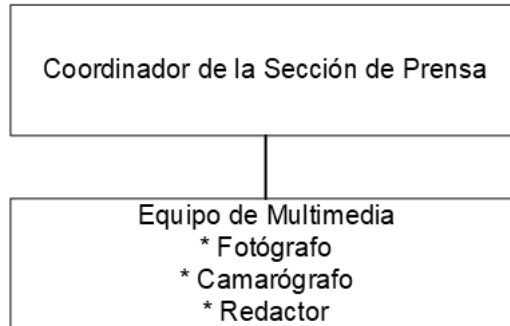 Coordinador de la Sección de Prensa
Equipo de Multimedia
* Fotógrafo
* Camarógrafo
* Redactor